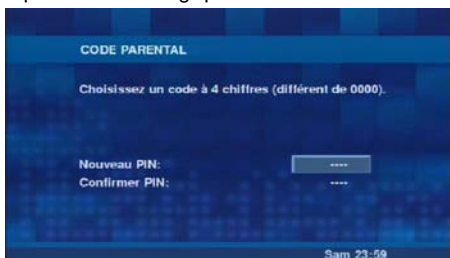 CODE PARENTAL
Choisissez un code à 4 chiffres (différent de 0000).
Nouveau PIN: ----
Confirmer PIN: ----
Sam 23:59